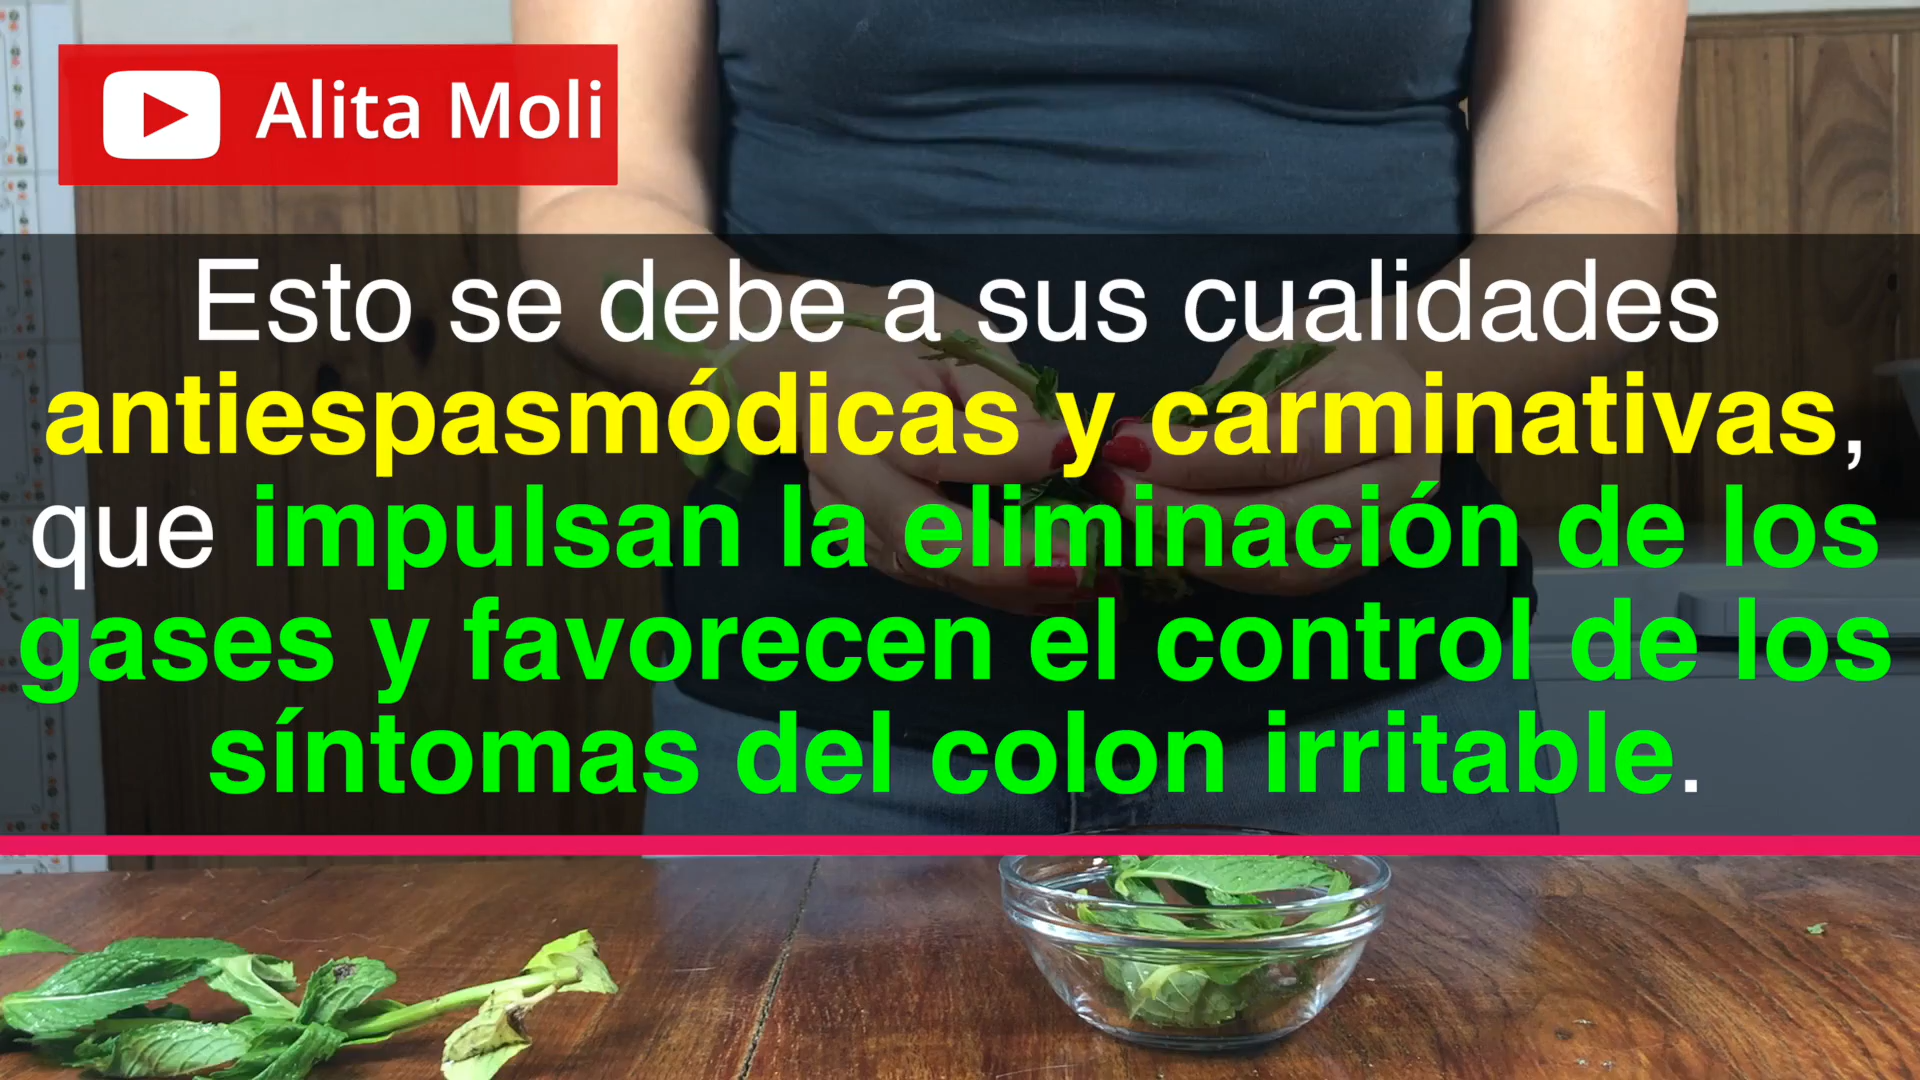 Alita Moli
Esto se debe a sus cualidades
antiespasmódicas y carminativas,
que impulsan la eliminación de los
gases y favorecen el control de los
síntomas del colon irritable.